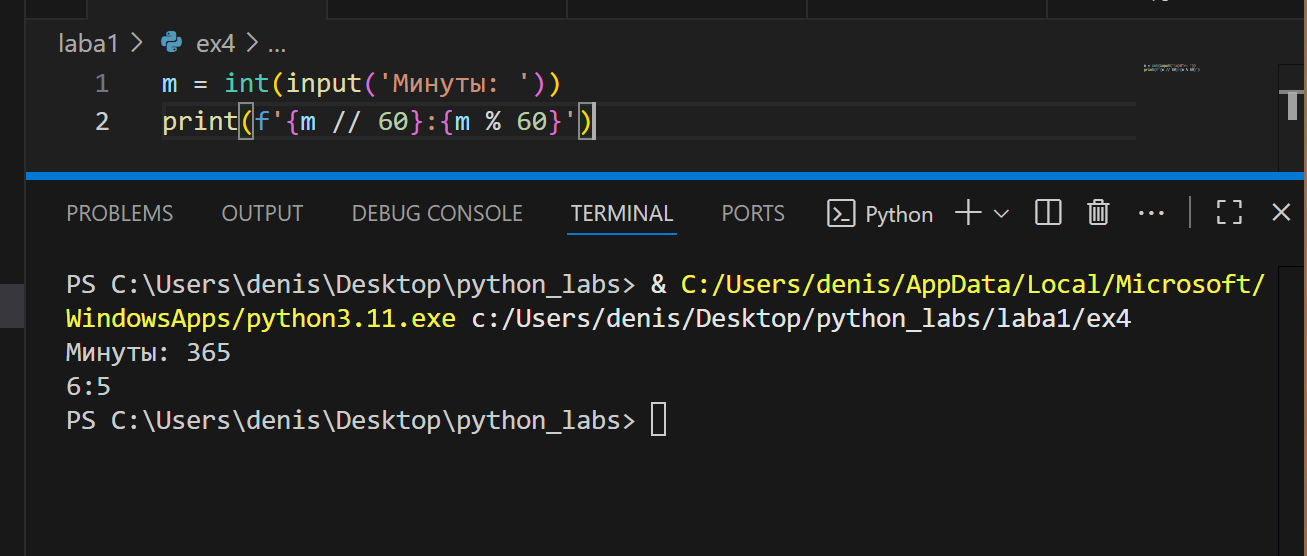 laba1 > ex4 > ...
1 m = int(input('Минуты: '))
2 print(f'{m // 60}:{m % 60}')
PROBLEMS OUTPUT DEBUG CONSOLE TERMINAL PORTS Python
PS C:\Users\denis\Desktop\python_labs> & C:/Users/denis/AppData/Local/Microsoft/
WindowsApps/python3.11.exe c:/Users/denis/Desktop/python_labs/laba1/ex4
Минуты: 365
6:5
PS C:\Users\denis\Desktop\python_labs>